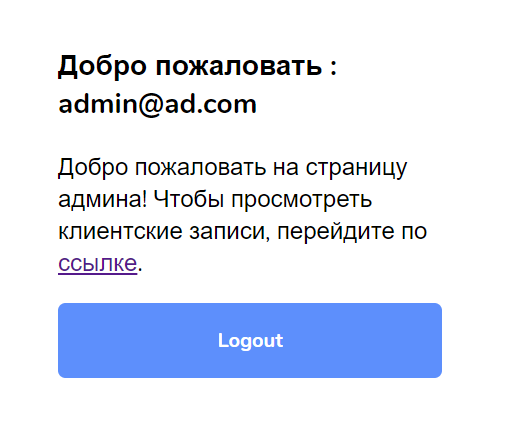 Добро пожаловать :
admin@ad.com
Добро пожаловать на страницу
админа! Чтобы просмотреть
клиентские записи, перейдите по
ссылке.
Logout